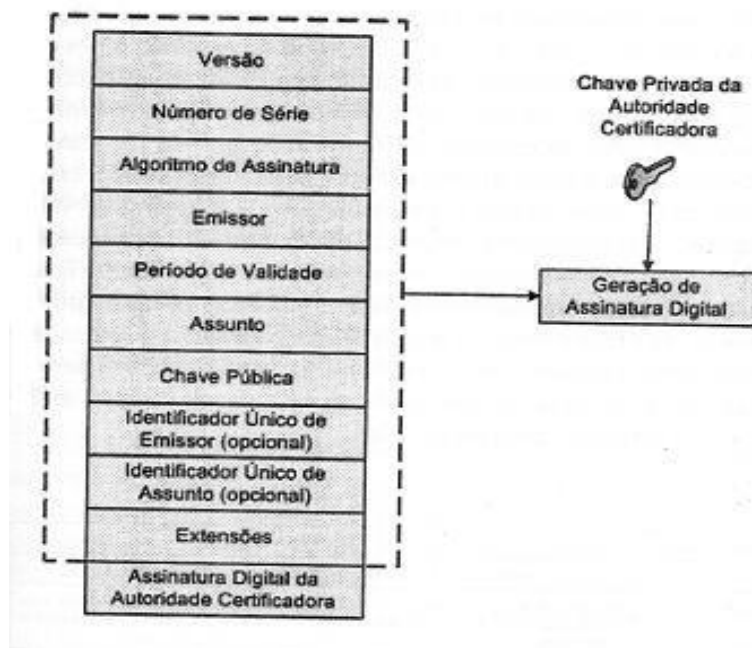 Versão
Número de Série
Algoritmo de Assinatura
Emissor
Período de Validade
Assunto
Chave Pública
Identificador Único de
Emissor (opcional)
Identificador Único de
Assunto (opcional)
Extensões
Assinatura Digital da
Autoridade Certificadora
Chave Privada da
Autoridade
Certificadora
Geração de
Assinatura Digital